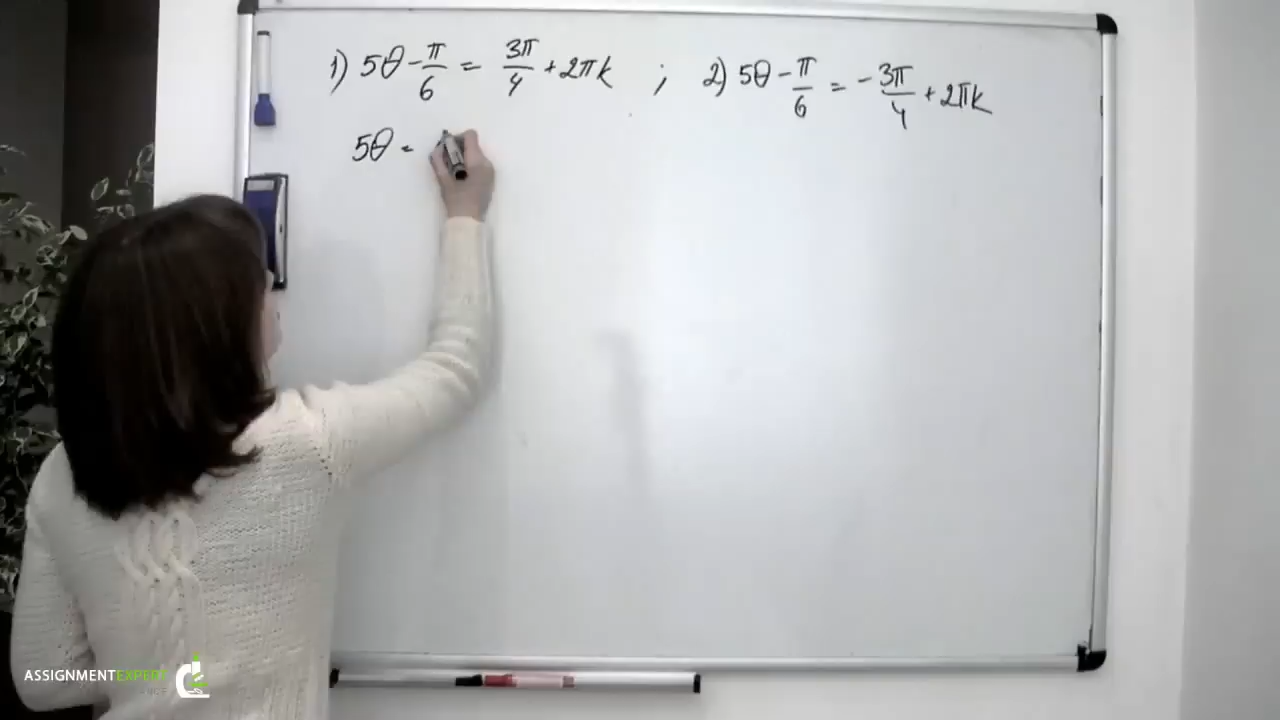 1) 5θ - π/6 = 3π/4 + 2πk ; 2) 5θ - π/6 = - 3π/4 + 2πk
5θ =
ASSIGNMENTEXPERT